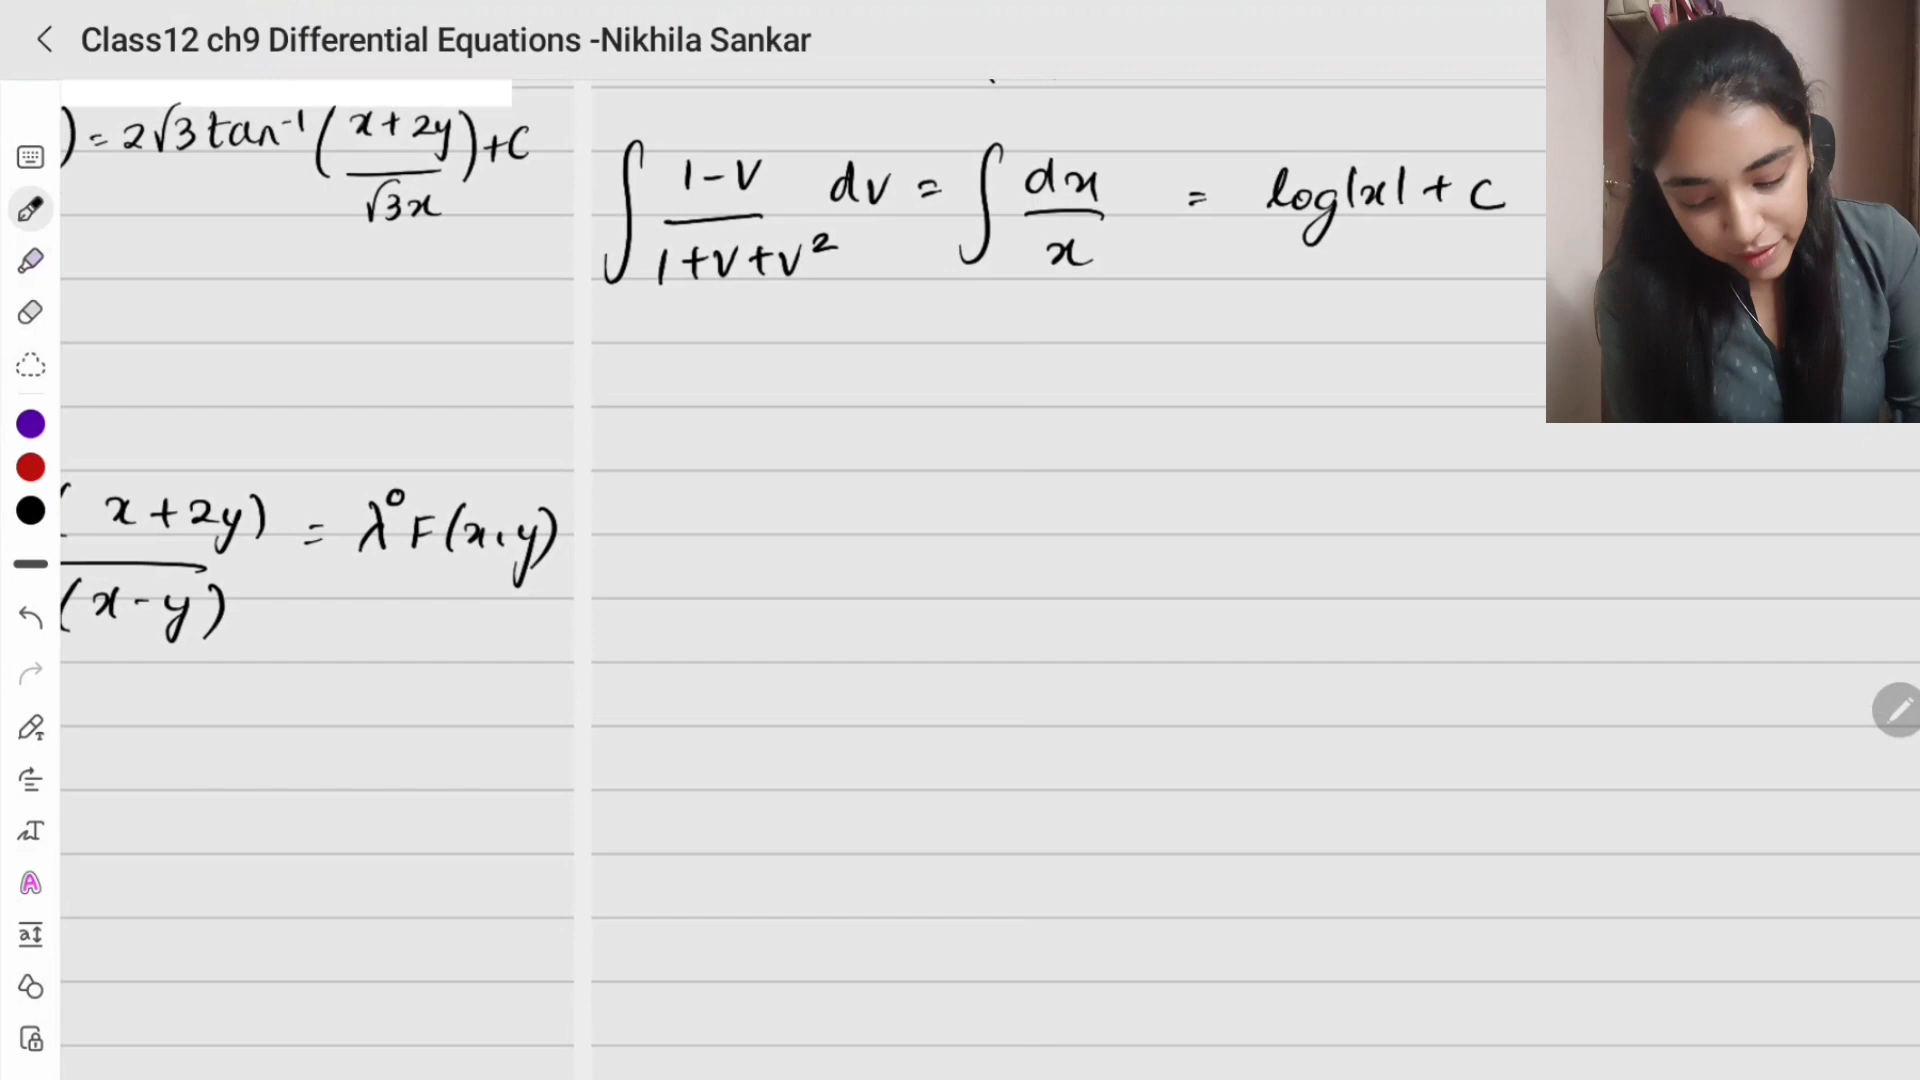 Class12 ch9 Differential Equations -Nikhila Sankar
) = 2√3 tan⁻¹ ( x + 2y / √3x ) + C
( x + 2y) / (x - y) = λ⁰ F(x, y)
∫ 1-v / 1+v+v² dv = ∫ dx / x = log|x| + C